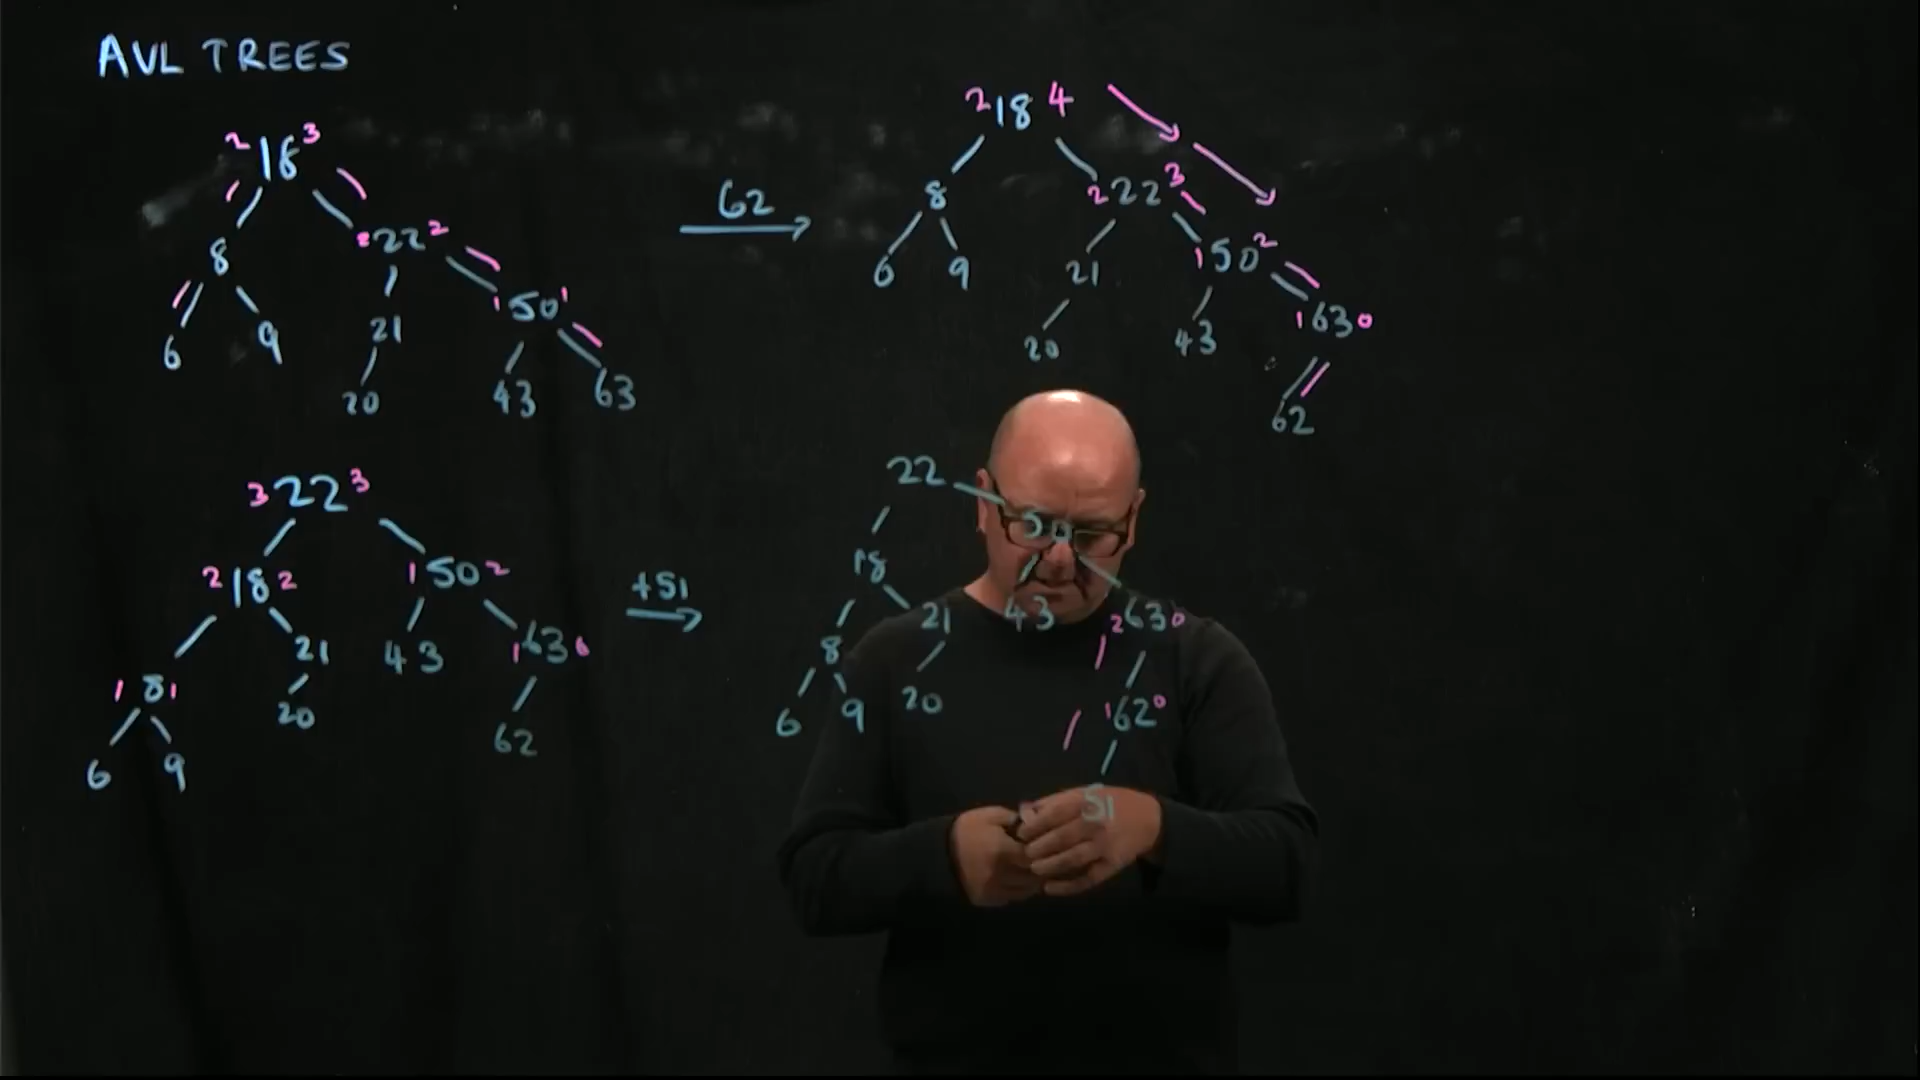 AVL TREES
2 18 3
8 2 22 2
6 9 21 1 50 1
20 43 63
62
2 18 4
8 2 22 3
6 9 21 1 50 2
20 43 1 63 0
62
3 22 3
2 18 2 1 50 2
1 8 1 21 43 1 63 0
6 9 20 62
+51
22
18 50
8 21 43 2 63 0
6 9 20 1 62 0
51